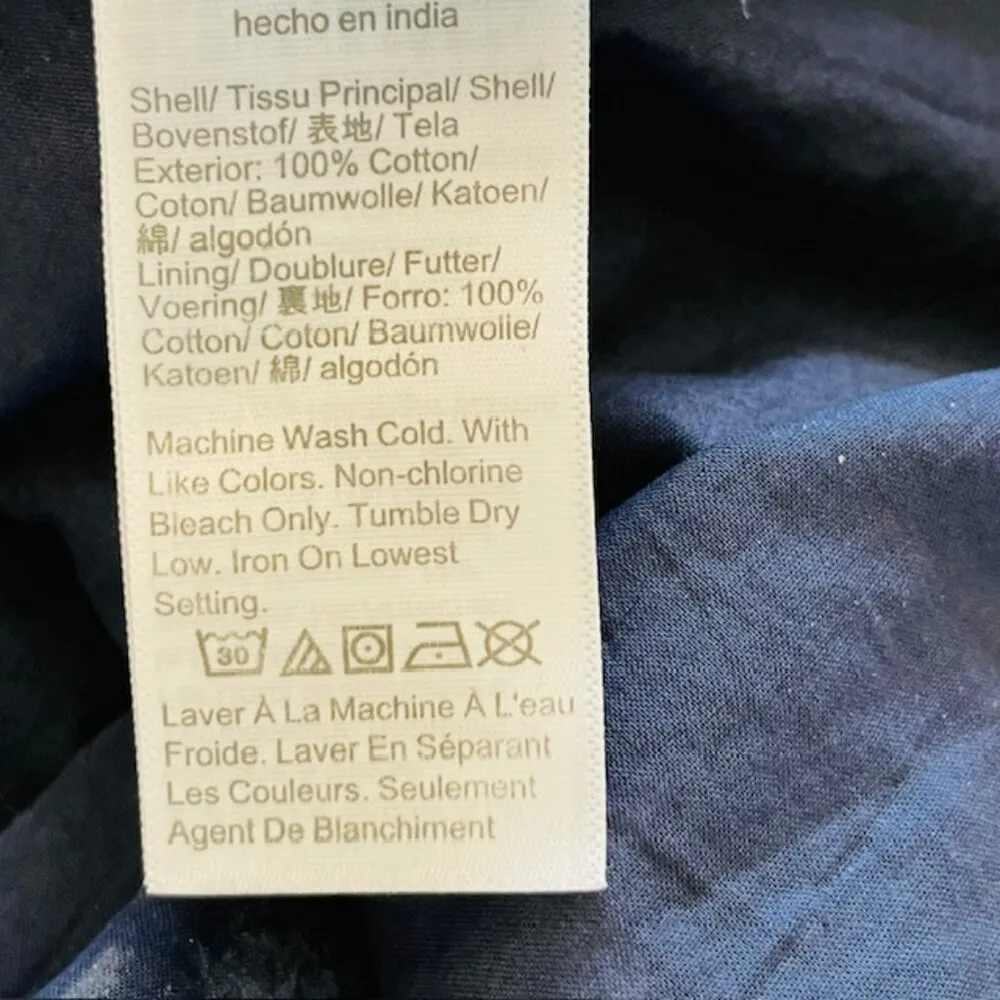 hecho en india
Shell/ Tissu Principal/ Shell/
Bovenstof/ 表地/ Tela
Exterior: 100% Cotton/
Coton/ Baumwolle/ Katoen/
綿/ algodón
Lining/ Doublure/ Futter/
Voering/ 裏地/ Forro: 100%
Cotton/ Coton/ Baumwolle/
Katoen/ 綿/ algodón
Machine Wash Cold. With
Like Colors. Non-chlorine
Bleach Only. Tumble Dry
Low. Iron On Lowest
Setting.
30
Laver À La Machine À L'eau
Froide. Laver En Séparant
Les Couleurs. Seulement
Agent De Blanchiment